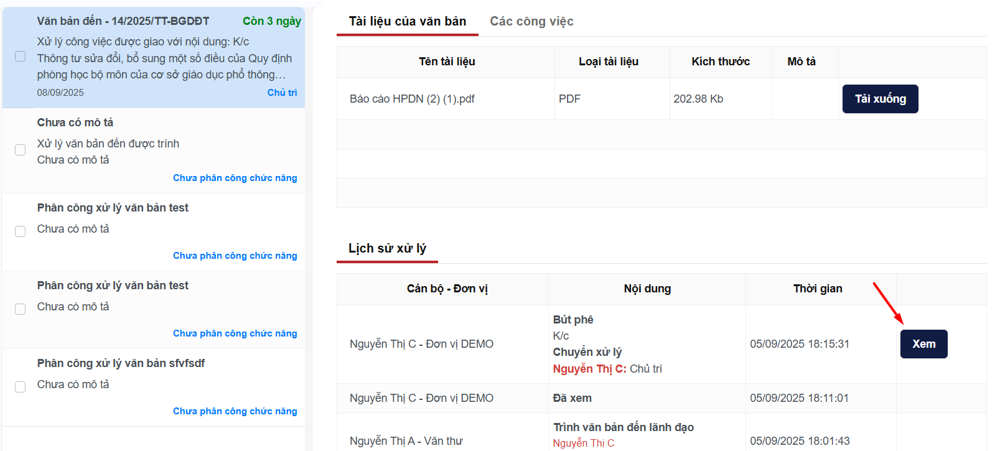 Văn bản đến - 14/2025/TT-BGDĐT
Còn 3 ngày
Xử lý công việc được giao với nội dung: K/c
Thông tư sửa đổi, bổ sung một số điều của Quy định
phòng học bộ môn của cơ sở giáo dục phổ thông…
08/09/2025
Chủ trì
Chưa có mô tả
Xử lý văn bản đến được trình
Chưa có mô tả
Chưa phân công chức năng
Phân công xử lý văn bản test
Chưa có mô tả
Chưa phân công chức năng
Phân công xử lý văn bản test
Chưa có mô tả
Chưa phân công chức năng
Phân công xử lý văn bản sfvfsdf
Chưa có mô tả
Chưa phân công chức năng
Tài liệu của văn bản
Các công việc
Tên tài liệu
Loại tài liệu
Kích thước
Mô tả
Báo cáo HPDN (2) (1).pdf
PDF
202.98 Kb
Tải xuống
Lịch sử xử lý
Cán bộ - Đơn vị
Nội dung
Thời gian
Nguyễn Thị C - Đơn vị DEMO
Bút phê
K/c
Chuyển xử lý
Nguyễn Thị C: Chủ trì
05/09/2025 18:15:31
Xem
Nguyễn Thị C - Đơn vị DEMO
Đã xem
05/09/2025 18:11:01
Nguyễn Thị A - Văn thư
Trình văn bản đến lãnh đạo
Nguyễn Thị C
05/09/2025 18:01:43